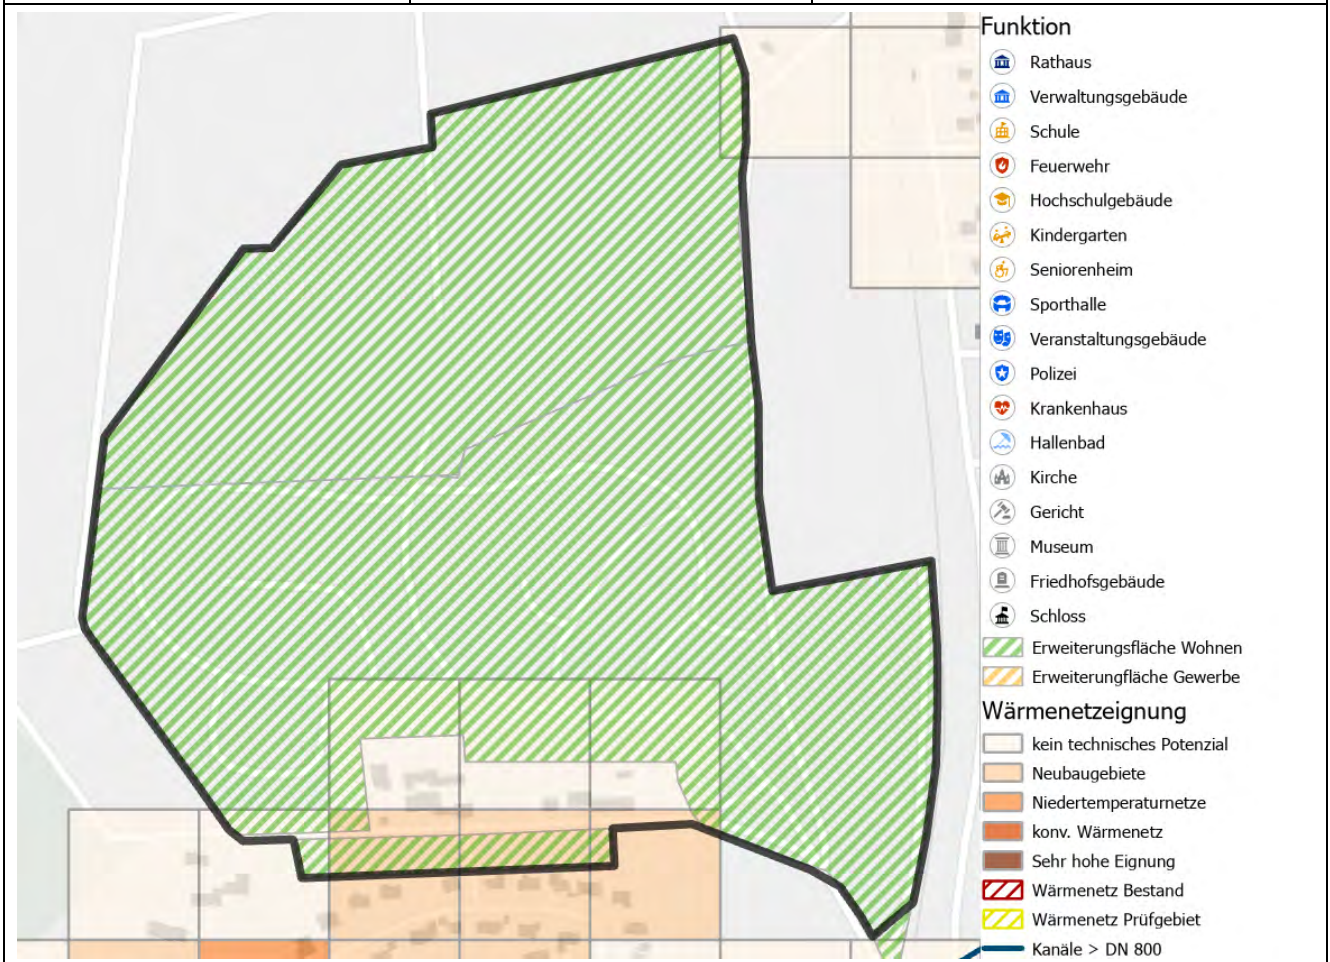 Funktion
Rathaus
Verwaltungsgebäude
Schule
Feuerwehr
Hochschulgebäude
Kindergarten
Seniorenheim
Sporthalle
Veranstaltungsgebäude
Polizei
Krankenhaus
Hallenbad
Kirche
Gericht
Museum
Friedhofsgebäude
Schloss
Erweiterungsfläche Wohnen
Erweiterungfläche Gewerbe
Wärmenetzeignung
kein technisches Potenzial
Neubaugebiete
Niedertemperaturnetze
konv. Wärmenetz
Sehr hohe Eignung
Wärmenetz Bestand
Wärmenetz Prüfgebiet
Kanäle > DN 800